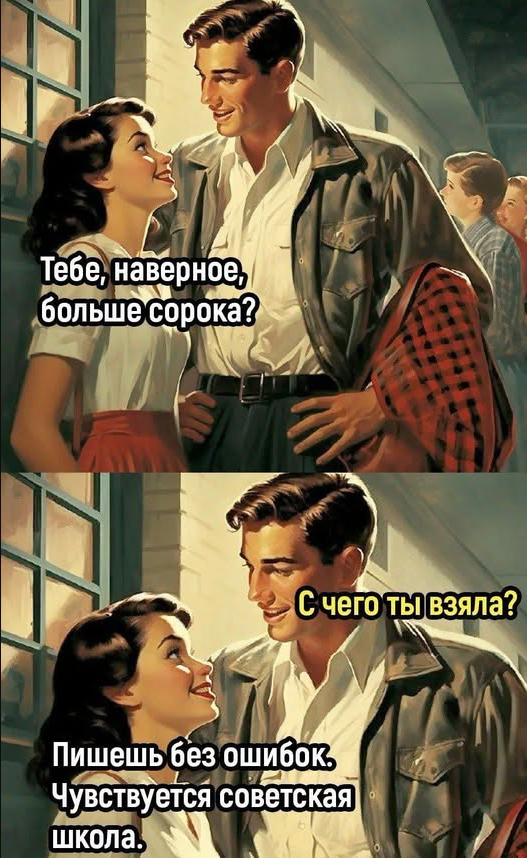 Тебе, наверное,
больше сорока?
С чего ты взяла?
Пишешь без ошибок.
Чувствуется советская
школа.